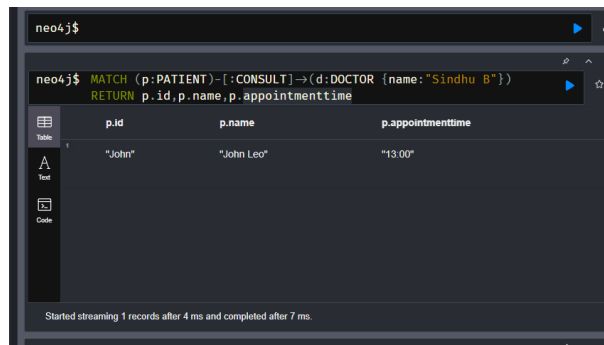 neo4j$
neo4j$ MATCH (p:PATIENT)-[:CONSULT]→(d:DOCTOR {name:"Sindhu B"})
RETURN p.id,p.name,p.appointmenttime
Table
Text
Code
p.id p.name p.appointmenttime
1 "John" "John Leo" "13:00"
Started streaming 1 records after 4 ms and completed after 7 ms.